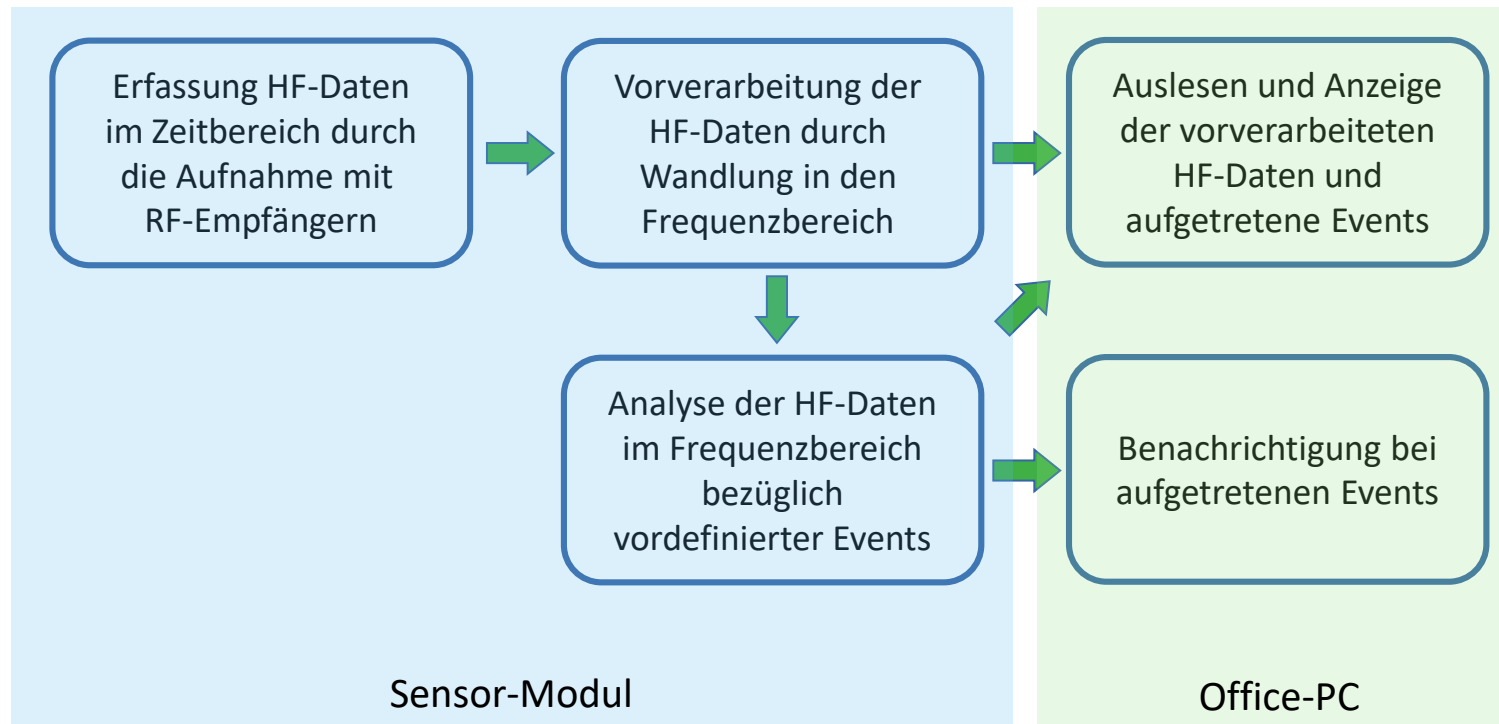 Erfassung HF-Daten
im Zeitbereich durch
die Aufnahme mit
RF-Empfängern
Vorverarbeitung der
HF-Daten durch
Wandlung in den
Frequenzbereich
Auslesen und Anzeige
der vorverarbeiteten
HF-Daten und
aufgetretene Events
Analyse der HF-Daten
im Frequenzbereich
bezüglich
vordefinierter Events
Benachrichtigung bei
aufgetretenen Events
Sensor-Modul
Office-PC